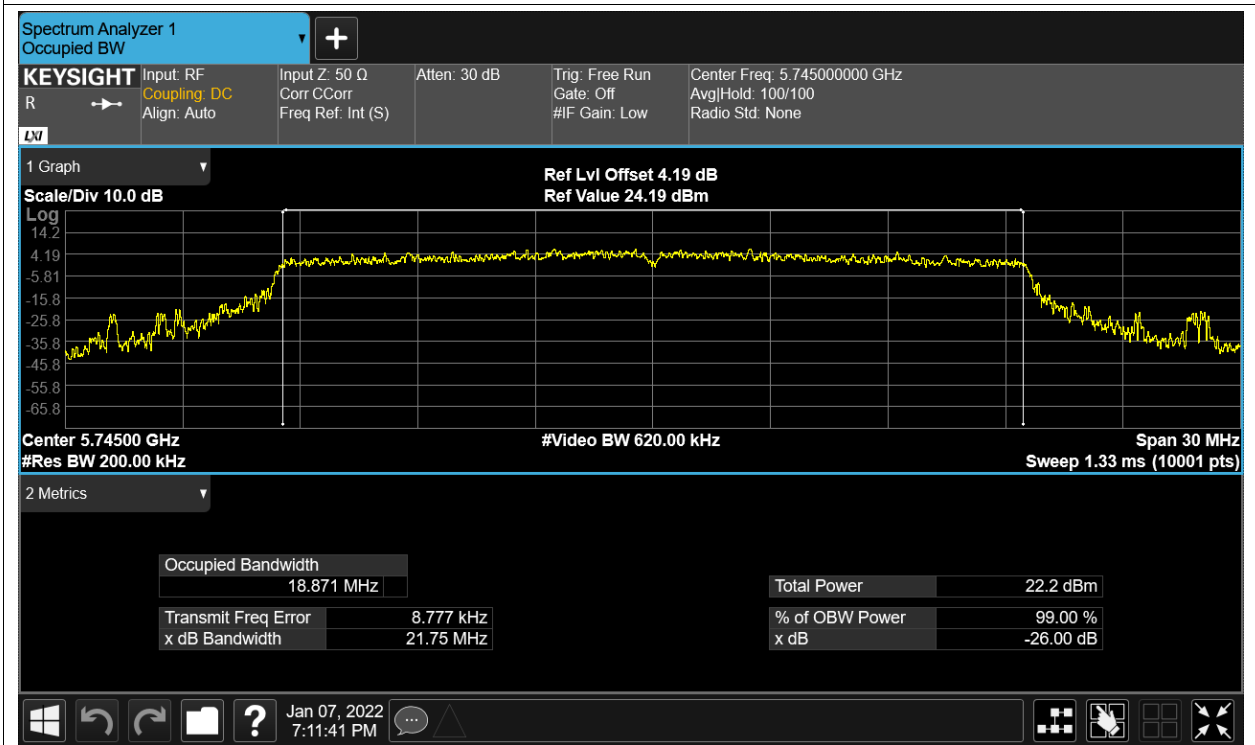 Spectrum Analyzer 1
Occupied BW
+
KEYSIGHT
R
LXI
Input: RF
Coupling: DC
Align: Auto
Input Z: 50 Ω
Corr CCorr
Freq Ref: Int (S)
Atten: 30 dB
Trig: Free Run
Gate: Off
#IF Gain: Low
Center Freq: 5.745000000 GHz
Avg|Hold: 100/100
Radio Std: None
1 Graph
Scale/Div 10.0 dB
Ref Lvl Offset 4.19 dB
Ref Value 24.19 dBm
Log
14.2
4.19
-5.81
-15.8
-25.8
-35.8
-45.8
-55.8
-65.8
Center 5.74500 GHz
#Video BW 620.00 kHz
Span 30 MHz
#Res BW 200.00 kHz
Sweep 1.33 ms (10001 pts)
2 Metrics
Occupied Bandwidth
18.871 MHz
Total Power 22.2 dBm
Transmit Freq Error 8.777 kHz
% of OBW Power 99.00 %
x dB Bandwidth 21.75 MHz
x dB -26.00 dB
?
Jan 07, 2022
7:11:41 PM